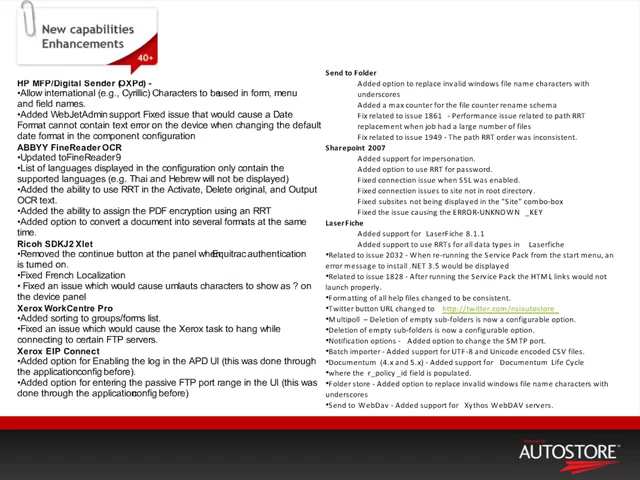 New capabilities
Enhancements
40+
HP MFP/Digital Sender (OXPd) -
•Allow international (e.g., Cyrillic) Characters to be used in form, menu
and field names.
•Added WebJetAdmin support Fixed issue that would cause a Date
Format cannot contain text error on the device when changing the default
date format in the component configuration
ABBYY FineReader OCR
•Updated to FineReader 9
•List of languages displayed in the configuration only contain the
supported languages (e.g. Thai and Hebrew will not be displayed)
•Added the ability to use RRT in the Activate, Delete original, and Output
OCR text.
•Added the ability to assign the PDF encryption using an RRT
•Added option to convert a document into several formats at the same
time.
Ricoh SDKJ2 Xlet
•Removed the continue button at the panel when Equitrac authentication
is turned on.
•Fixed French Localization
• Fixed an issue which would cause umlauts characters to show as ? on
the device panel
Xerox WorkCentre Pro
•Added sorting to groups/forms list.
•Fixed an issue which would cause the Xerox task to hang while
connecting to certain FTP servers.
Xerox EIP Connect
•Added option for Enabling the log in the APD UI (this was done through
the application config before).
•Added option for entering the passive FTP port range in the UI (this was
done through the application config before)
Send to Folder
Added option to replace invalid windows file name characters with
underscores
Added a max counter for the file counter rename schema
Fix related to issue 1861 - Performance issue related to path RRT
replacement when job had a large number of files
Fix related to issue 1949 - The path RRT order was inconsistent.
Sharepoint 2007
Added support for impersonation.
Added option to use RRT for password.
Fixed connection issue when SSL was enabled.
Fixed connection issues to site not in root directory.
Fixed subsites not being displayed in the "Site" combo-box
Fixed the issue causing the ERROR-UNKNOWN _KEY
LaserFiche
Added support for LaserFiche 8.1.1
Added support to use RRTs for all data types in Laserfiche
•Related to issue 2032 - When re-running the Service Pack from the start menu, an
error message to install .NET 3.5 would be displayed
•Related to issue 1828 - After running the Service Pack the HTML links would not
launch properly.
•Formatting of all help files changed to be consistent.
•Twitter button URL changed to http://twitter.com/nsiautostore_
•Multipoll – Deletion of empty sub-folders is now a configurable option.
•Deletion of empty sub-folders is now a configurable option.
•Notification options - Added option to change the SMTP port.
•Batch importer - Added support for UTF-8 and Unicode encoded CSV files.
•Documentum (4.x and 5.x) - Added support for Documentum Life Cycle
•where the r_policy_id field is populated.
•Folder store - Added option to replace invalid windows file name characters with
underscores
•Send to WebDav - Added support for Xythos WebDAV servers.
AUTOSTORE™